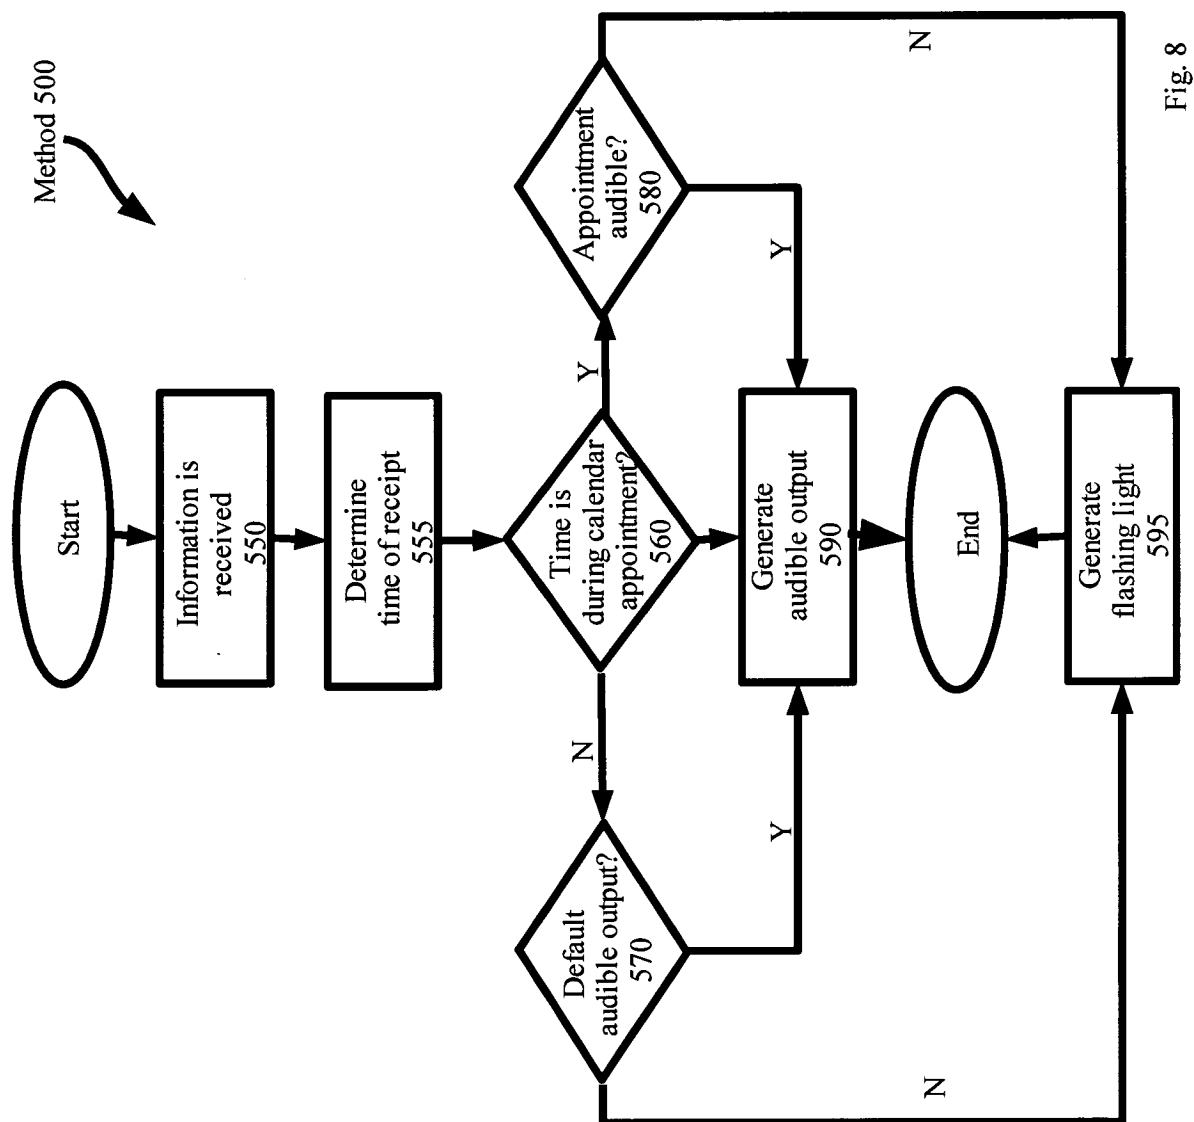 Method 500
Start
Information is
received
550
Determine
time of receipt
555
Time is
during calendar
appointment?
560
N
Y
Default
audible output?
570
Appointment
audible?
580
Y
Y
Generate
audible output
590
N
N
End
Generate
flashing light
595
Fig. 8